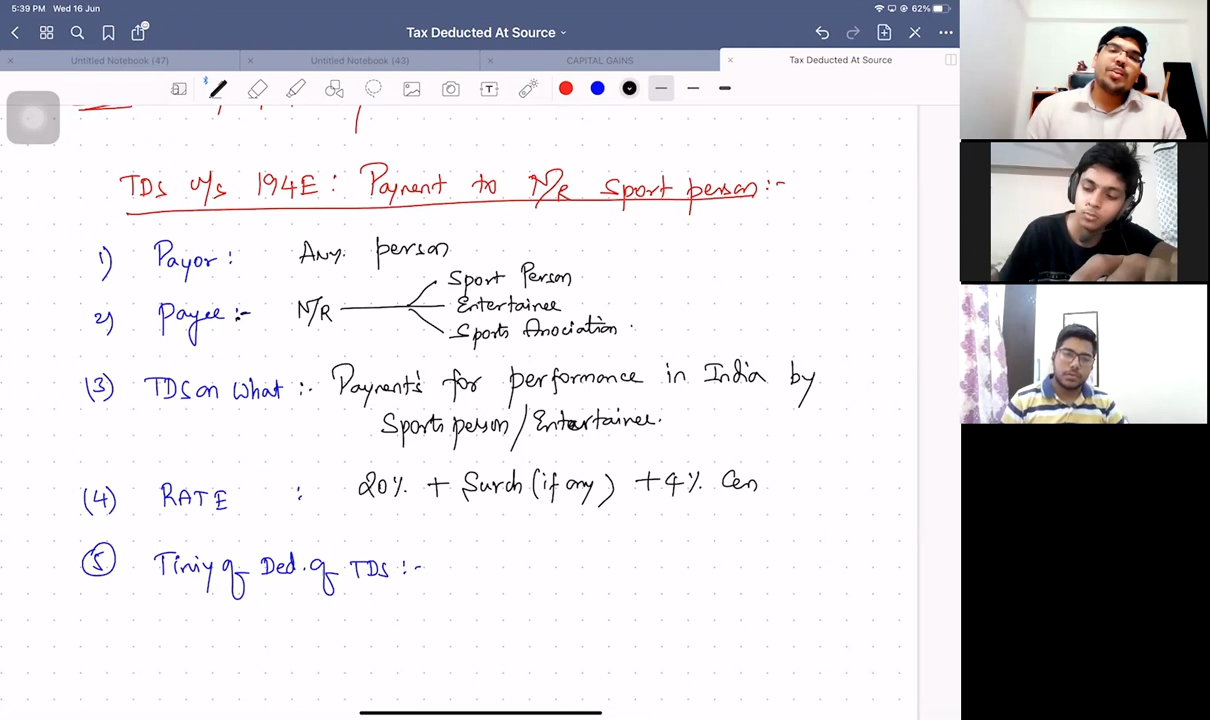 5:39 PM Wed 16 Jun
62%
Tax Deducted At Source
Untitled Notebook (47)
Untitled Notebook (43)
CAPITAL GAINS
Tax Deducted At Source
TDS u/s 194E : Payment to N/R Sport person :-
1) Payor : Any. person
Sport Person
2) Payee :- N/R Entertainee
Sports Association.
(3) TDS on What :- Payments for performance in India by
Sports person/Entertainee.
(4) RATE : 20% + Surch (if any) + 4% Cess
5 Timiy of Ded. of TDS :-